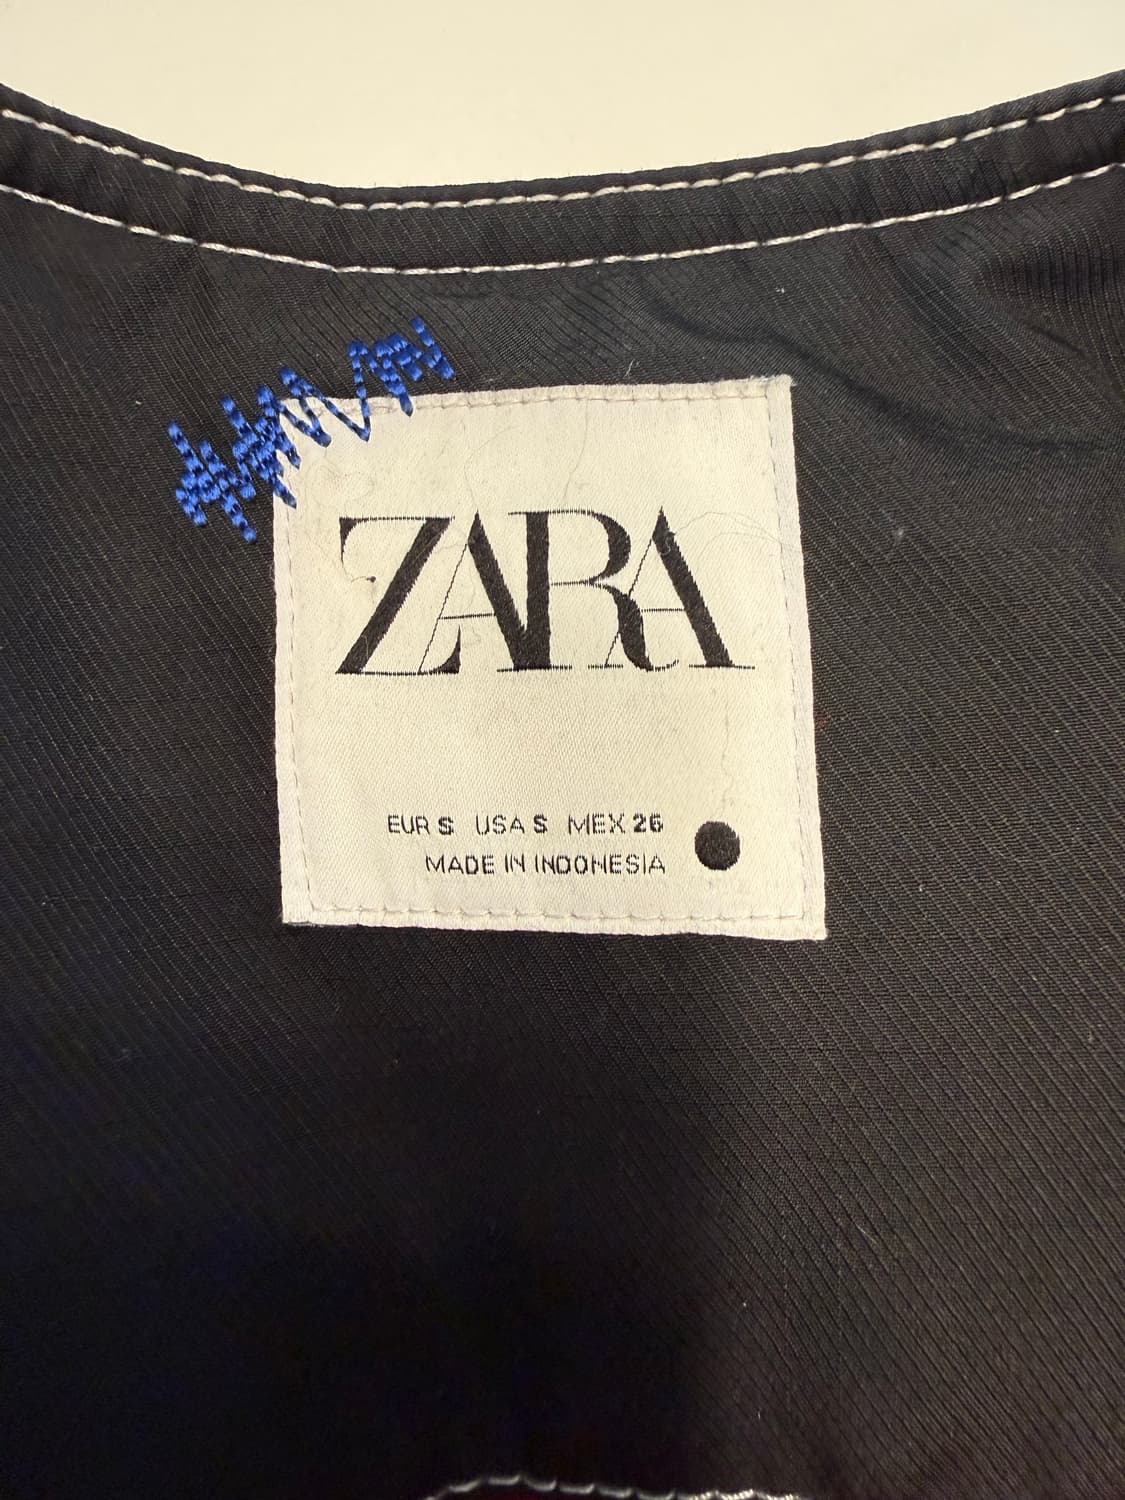 ZARA
EUR S USA S MEX 26
MADE IN INDONESIA